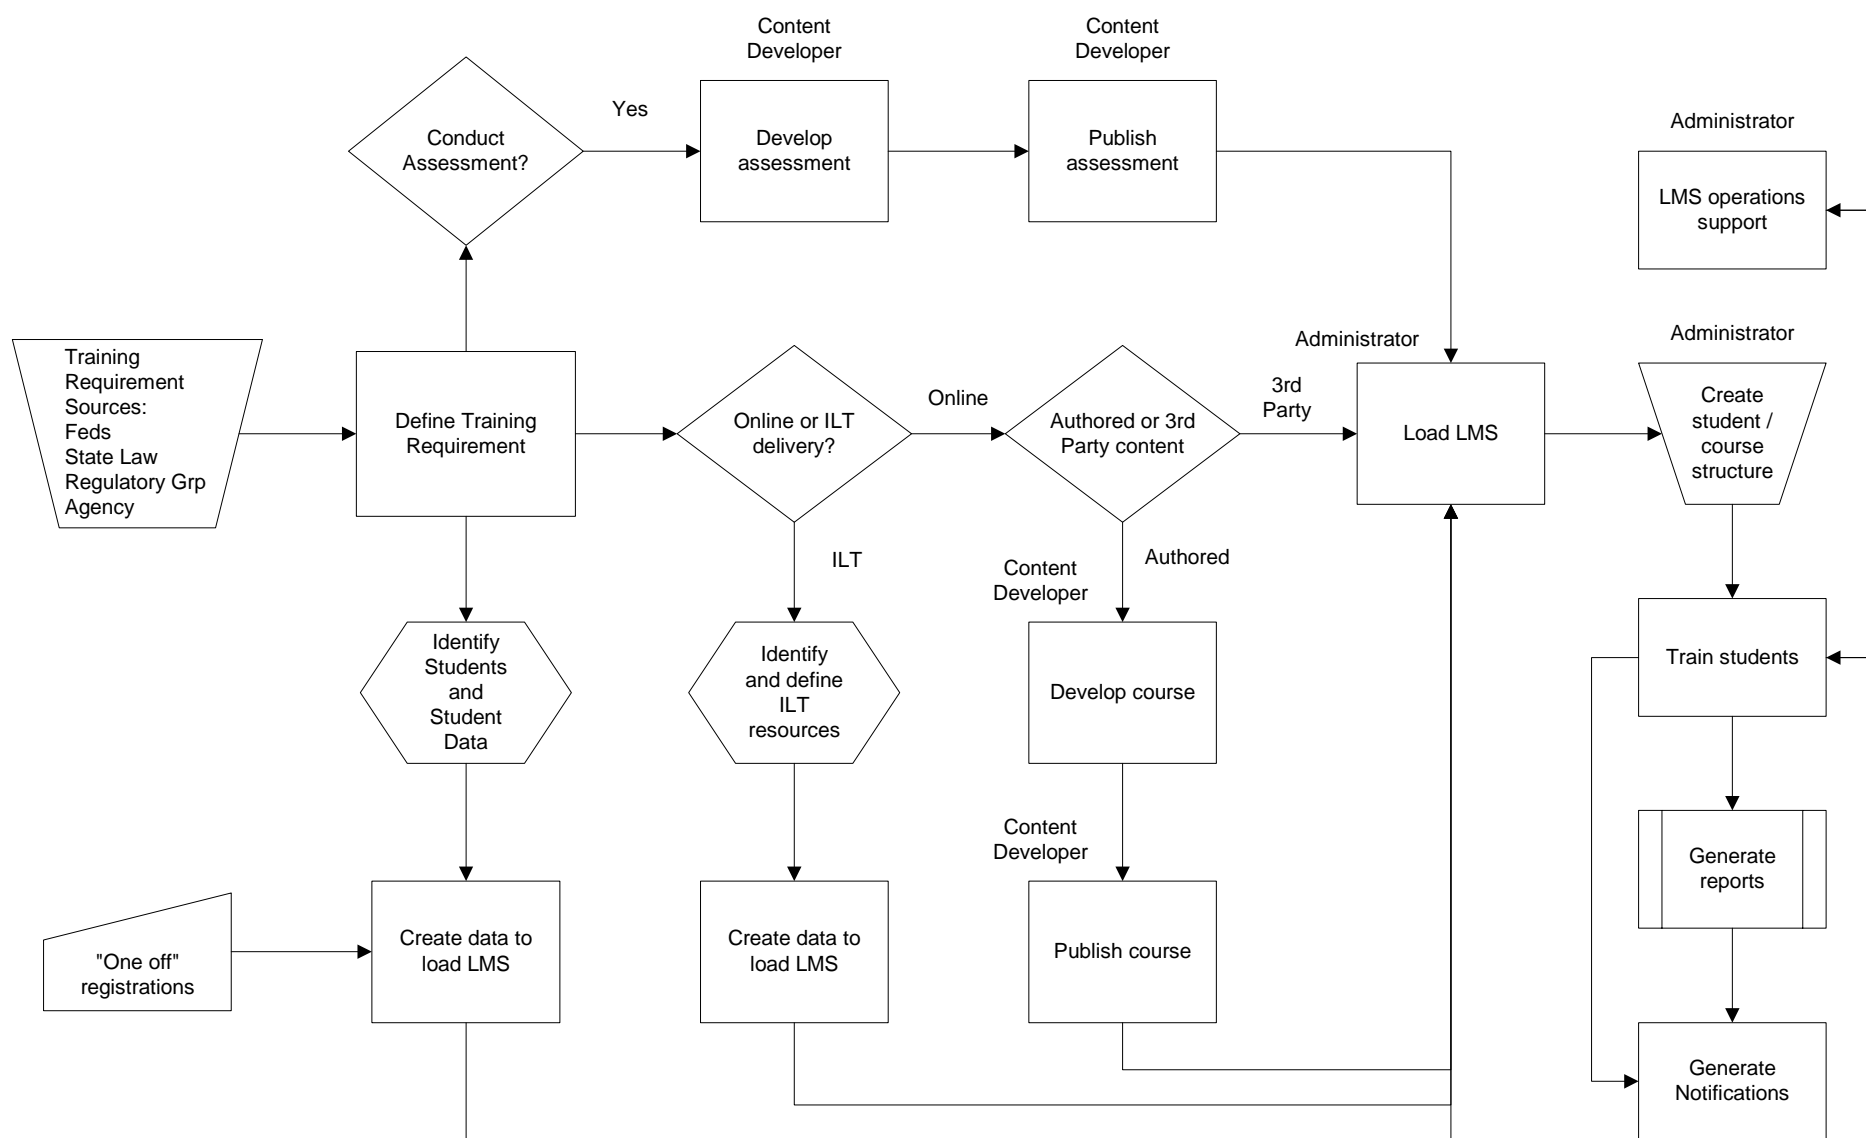 Content
Developer
Content
Developer
Yes
Conduct
Assessment?
Develop
assessment
Publish
assessment
Administrator
LMS operations
support
Training
Requirement
Sources:
Feds
State Law
Regulatory Grp
Agency
Define Training
Requirement
Online or ILT
delivery?
Online
Authored or 3rd
Party content
3rd
Party
Administrator
Load LMS
Administrator
Create
student /
course
structure
ILT
Authored
Content
Developer
Identify
Students
and
Student
Data
Identify
and define
ILT
resources
Develop course
Train students
Content
Developer
Generate
reports
"One off"
registrations
Create data to
load LMS
Create data to
load LMS
Publish course
Generate
Notifications